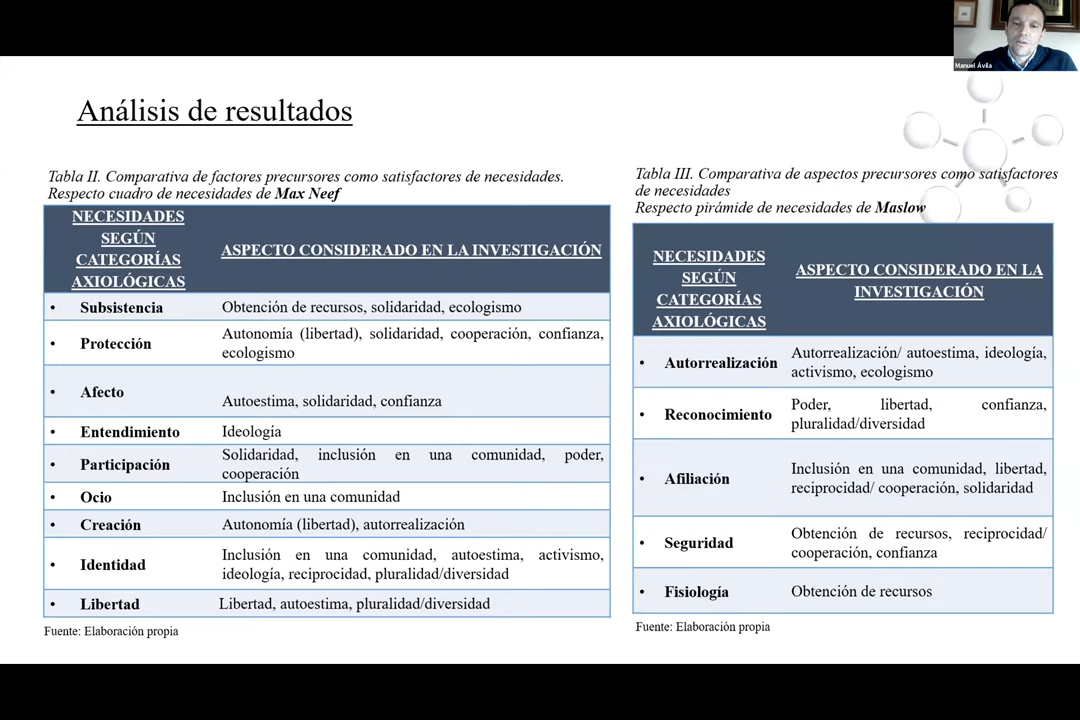 Manuel Ávila
Análisis de resultados
Tabla II. Comparativa de factores precursores como satisfactores de necesidades.
Respecto cuadro de necesidades de Max Neef
NECESIDADES
SEGÚN
CATEGORÍAS
AXIOLÓGICAS
ASPECTO CONSIDERADO EN LA INVESTIGACIÓN
• Subsistencia
Obtención de recursos, solidaridad, ecologismo
• Protección
Autonomía (libertad), solidaridad, cooperación, confianza,
ecologismo
• Afecto
Autoestima, solidaridad, confianza
• Entendimiento
Ideología
• Participación
Solidaridad, inclusión en una comunidad, poder,
cooperación
• Ocio
Inclusión en una comunidad
• Creación
Autonomía (libertad), autorrealización
• Identidad
Inclusión en una comunidad, autoestima, activismo,
ideología, reciprocidad, pluralidad/diversidad
• Libertad
Libertad, autoestima, pluralidad/diversidad
Fuente: Elaboración propia
Tabla III. Comparativa de aspectos precursores como satisfactores
de necesidades
Respecto pirámide de necesidades de Maslow
NECESIDADES
SEGÚN
CATEGORÍAS
AXIOLÓGICAS
ASPECTO CONSIDERADO EN LA
INVESTIGACIÓN
• Autorrealización
Autorrealización/ autoestima, ideología,
activismo, ecologismo
• Reconocimiento
Poder, libertad, confianza,
pluralidad/diversidad
• Afiliación
Inclusión en una comunidad, libertad,
reciprocidad/ cooperación, solidaridad
• Seguridad
Obtención de recursos, reciprocidad/
cooperación, confianza
• Fisiología
Obtención de recursos
Fuente: Elaboración propia